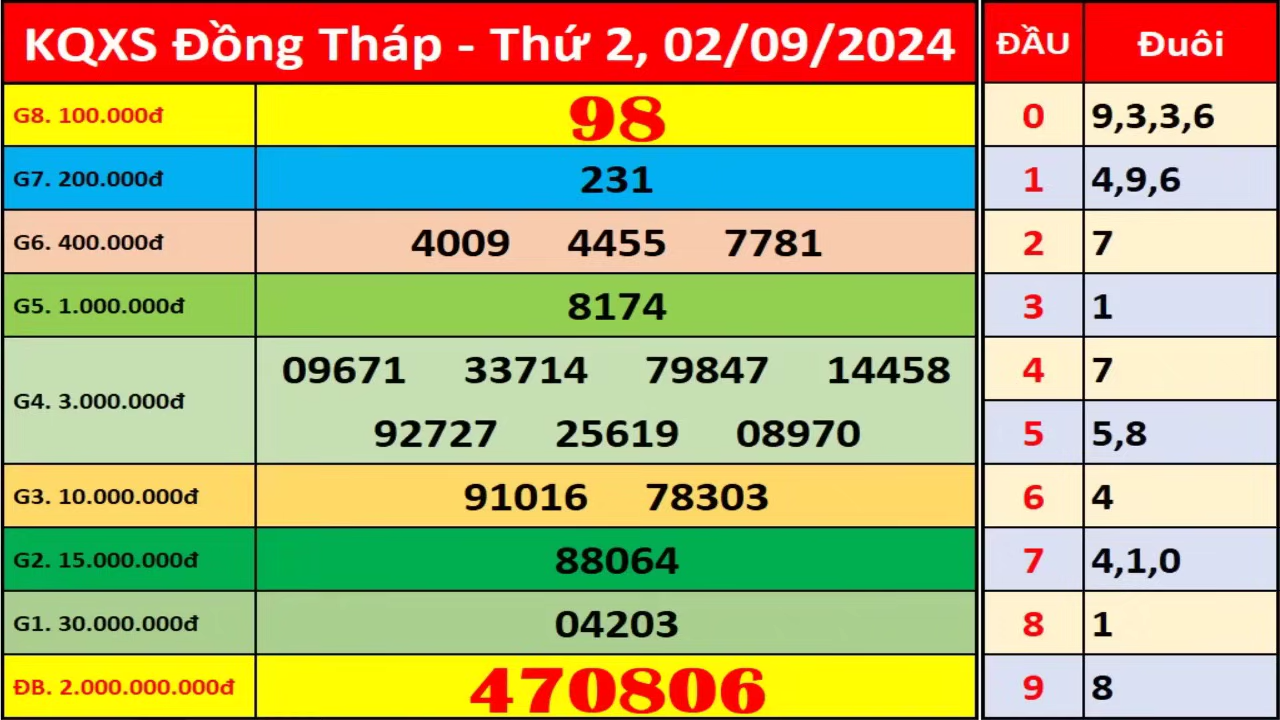 KQXS Đồng Tháp - Thứ 2, 02/09/2024 ĐẦU Đuôi
G8. 100.000đ 98 0 9,3,3,6
G7. 200.000đ 231 1 4,9,6
G6. 400.000đ 4009 4455 7781 2 7
G5. 1.000.000đ 8174 3 1
G4. 3.000.000đ 09671 33714 79847 14458 4 7
92727 25619 08970 5 5,8
G3. 10.000.000đ 91016 78303 6 4
G2. 15.000.000đ 88064 7 4,1,0
G1. 30.000.000đ 04203 8 1
ĐB. 2.000.000.000đ 470806 9 8